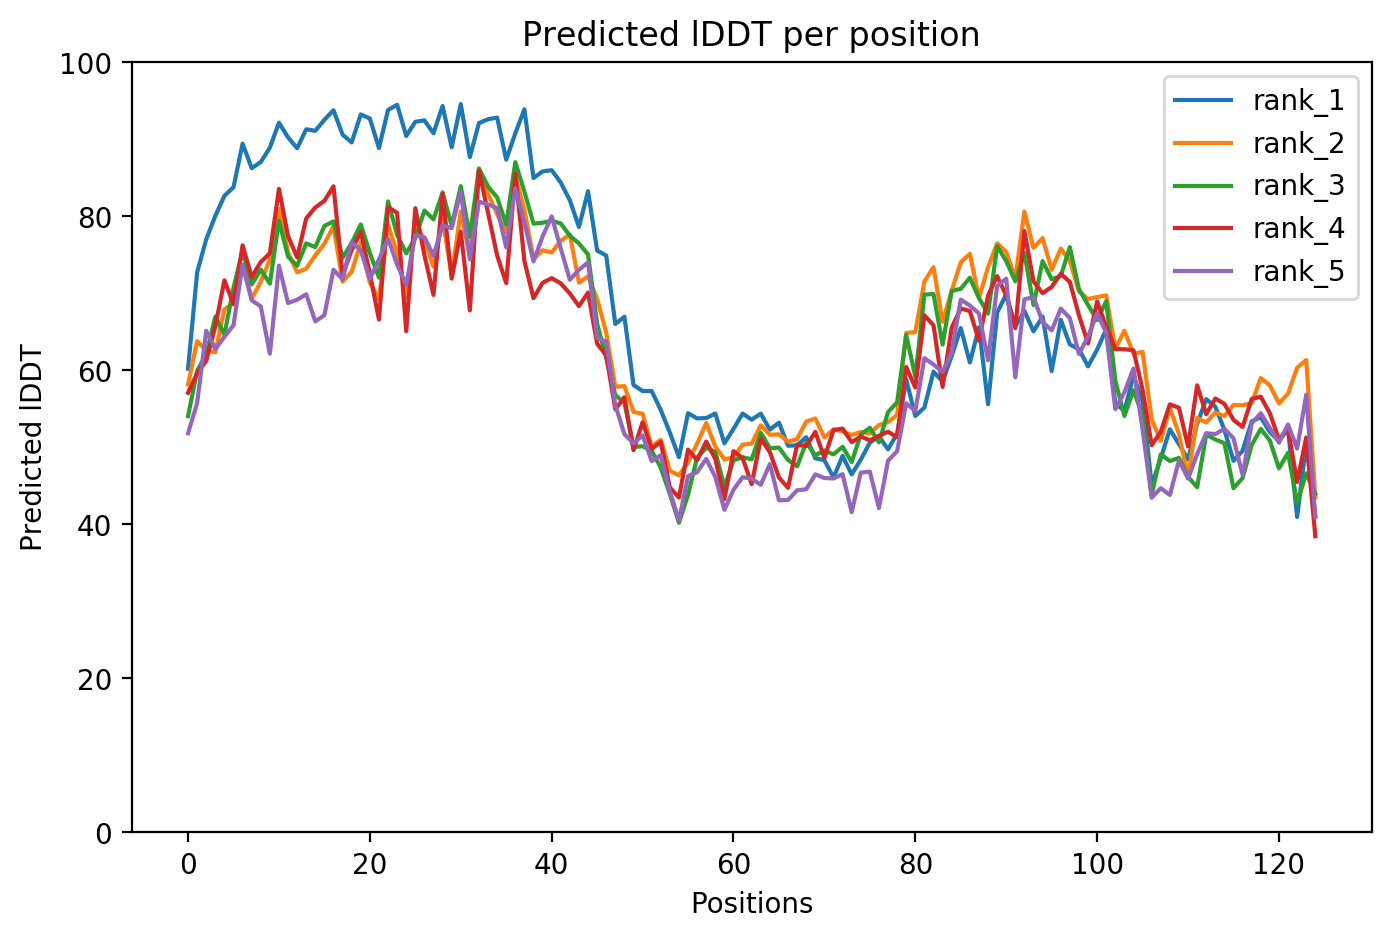 Predicted lDDT per position
100
80
60
40
20
0
Predicted lDDT
rank_1
rank_2
rank_3
rank_4
rank_5
0 20 40 60 80 100 120
Positions